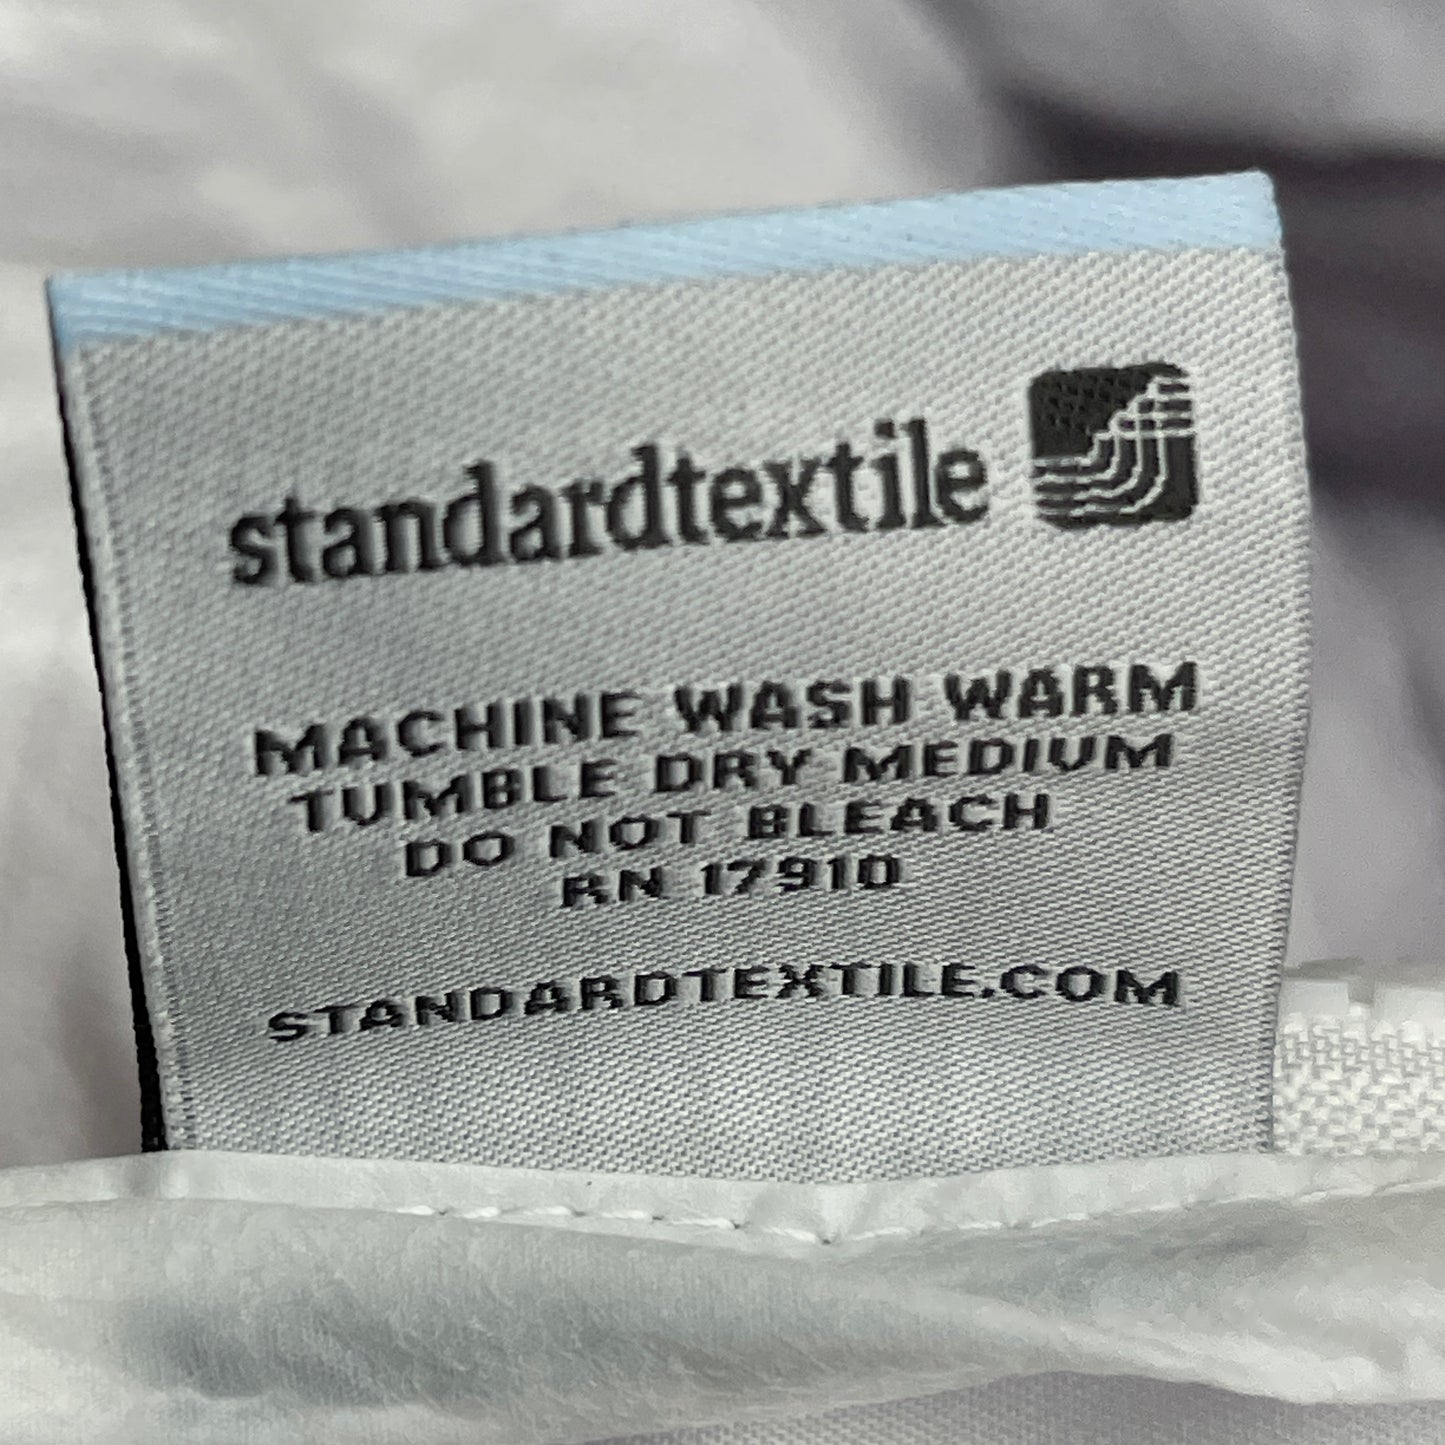 standardtextile
MACHINE WASH WARM
TUMBLE DRY MEDIUM
DO NOT BLEACH
RN 17910
STANDARDTEXTILE.COM